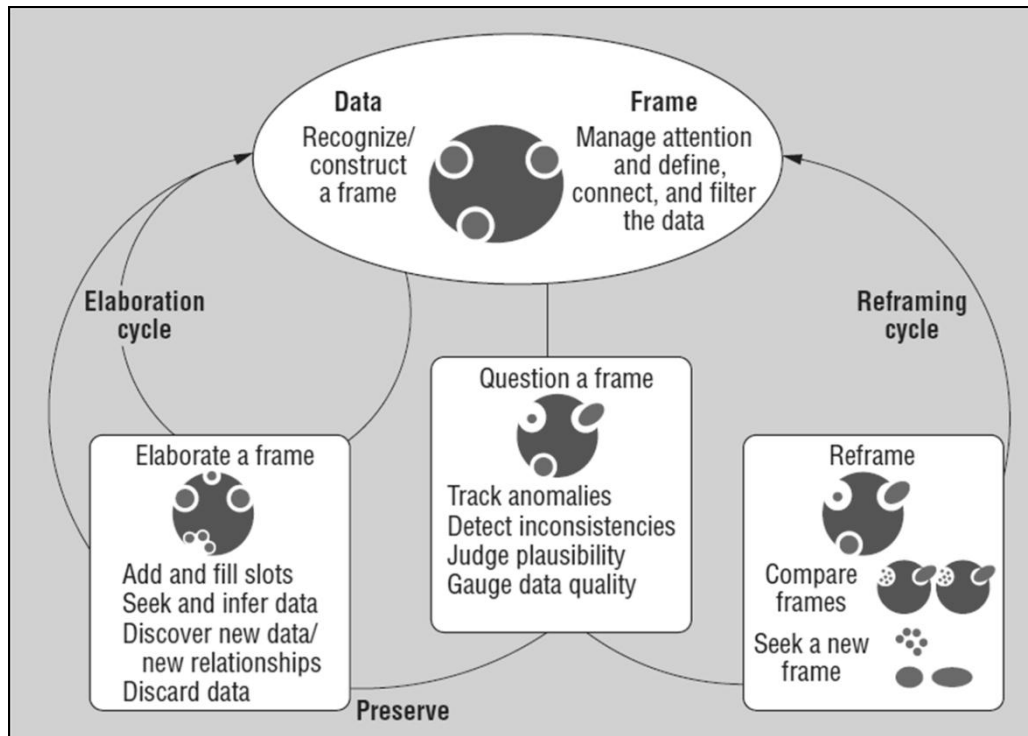 Data
Recognize/
construct
a frame
Frame
Manage attention
and define,
connect, and filter
the data
Elaboration
cycle
Reframing
cycle
Elaborate a frame
Add and fill slots
Seek and infer data
Discover new data/
new relationships
Discard data
Question a frame
Track anomalies
Detect inconsistencies
Judge plausibility
Gauge data quality
Reframe
Compare
frames
Seek a new
frame
Preserve